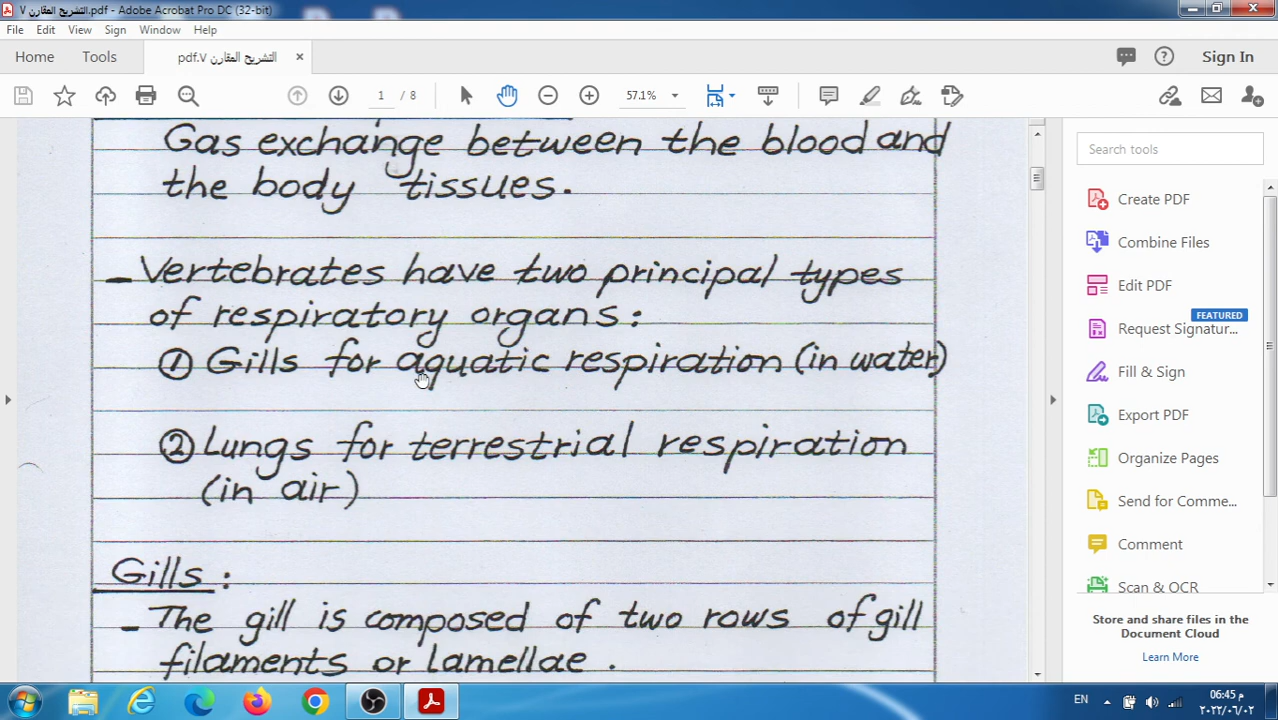 التشريح المقارن V.pdf - Adobe Acrobat Pro DC (32-bit)
File Edit View Sign Window Help
Home Tools التشريح المقارن V.pdf × Sign In
1 / 8 57.1%
Gas exchange between the blood and
the body tissues.
- Vertebrates have two principal types
of respiratory organs:
① Gills for aquatic respiration (in water)
② Lungs for terrestrial respiration
(in air)
Gills :
- The gill is composed of two rows of gill
filaments or lamellae .
Search tools
Create PDF
Combine Files
Edit PDF
FEATURED
Request Signatur...
Fill & Sign
Export PDF
Organize Pages
Send for Comme...
Comment
Scan & OCR
Store and share files in the
Document Cloud
Learn More
EN
06:45 م
٢٠٢٢/٠٦/٠٢